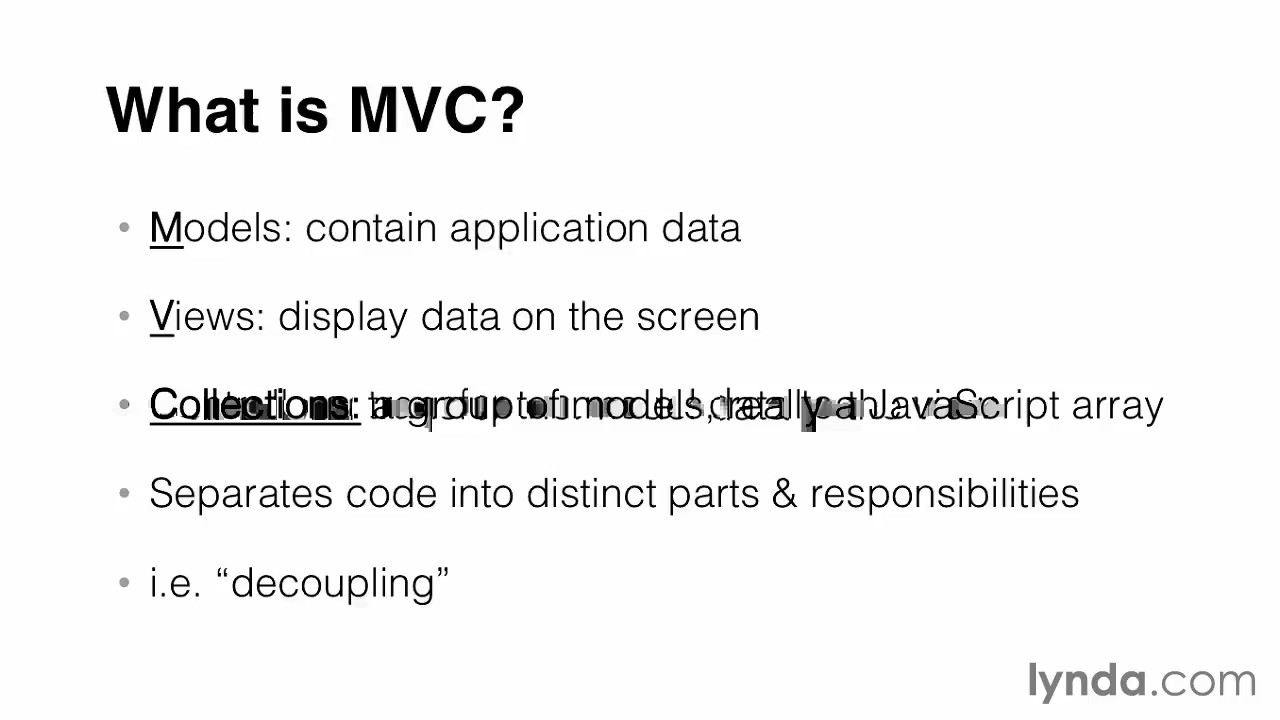 What is MVC?
• Models: contain application data
• Views: display data on the screen
• Collections: a group of models, really a JavaScript array
• Separates code into distinct parts & responsibilities
• i.e. “decoupling”
lynda.com